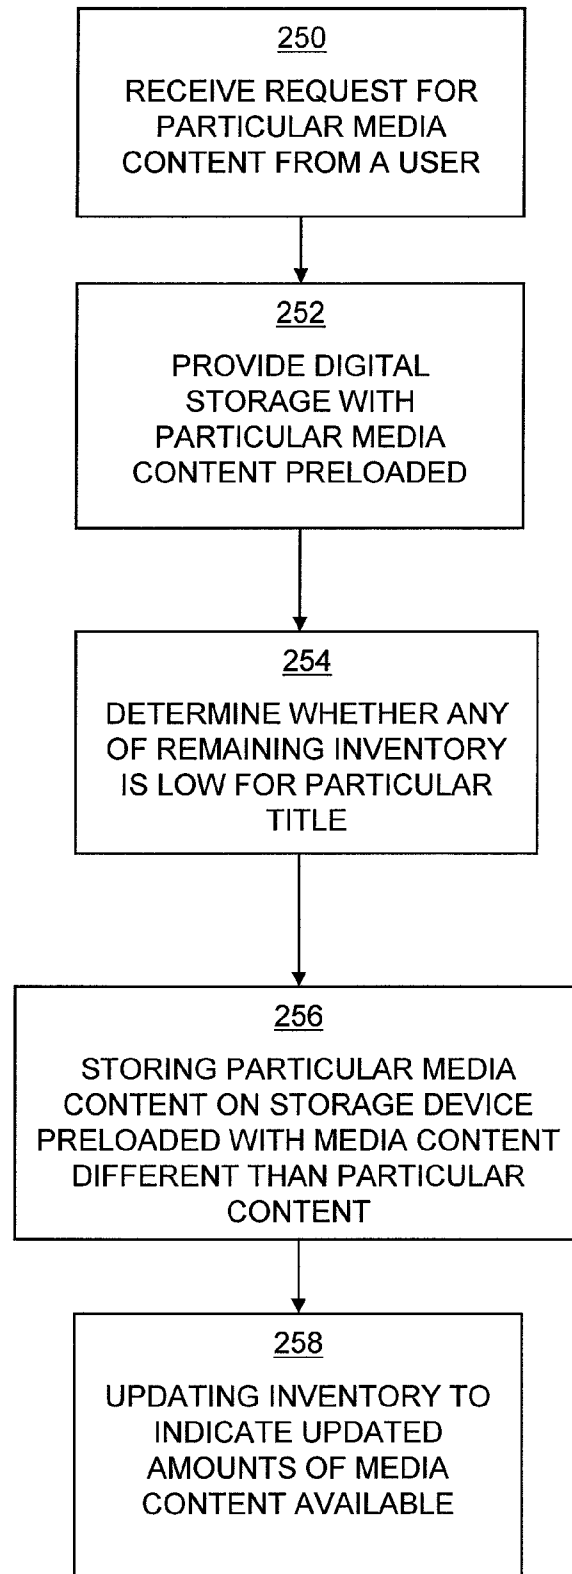 250
RECEIVE REQUEST FOR
PARTICULAR MEDIA
CONTENT FROM A USER
252
PROVIDE DIGITAL
STORAGE WITH
PARTICULAR MEDIA
CONTENT PRELOADED
254
DETERMINE WHETHER ANY
OF REMAINING INVENTORY
IS LOW FOR PARTICULAR
TITLE
256
STORING PARTICULAR MEDIA
CONTENT ON STORAGE DEVICE
PRELOADED WITH MEDIA CONTENT
DIFFERENT THAN PARTICULAR
CONTENT
258
UPDATING INVENTORY TO
INDICATE UPDATED
AMOUNTS OF MEDIA
CONTENT AVAILABLE